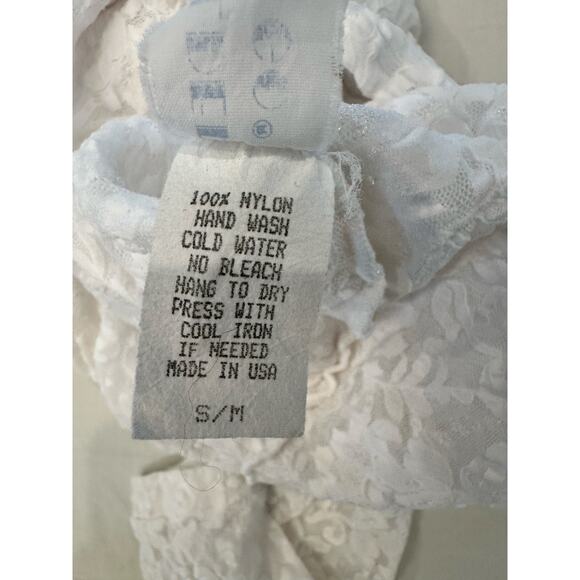 100% NYLON
HAND WASH
COLD WATER
NO BLEACH
HANG TO DRY
PRESS WITH
COOL IRON
IF NEEDED
MADE IN USA
S/M